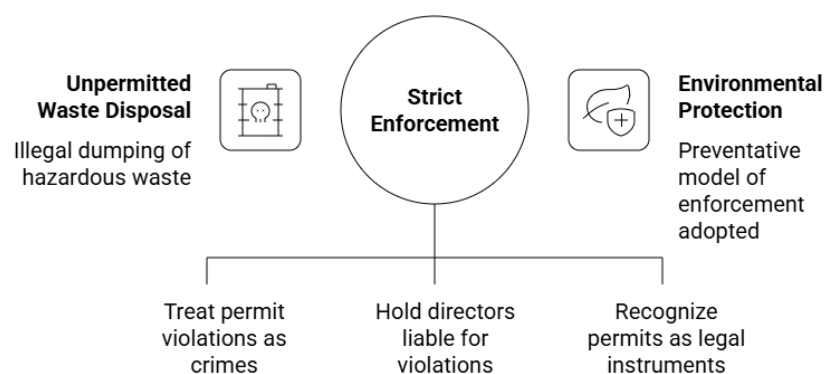 Unpermitted
Waste Disposal
Illegal dumping of
hazardous waste
Strict
Enforcement
Environmental
Protection
Preventative
model of
enforcement
adopted
Treat permit
violations as
crimes
Hold directors
liable for
violations
Recognize
permits as legal
instruments